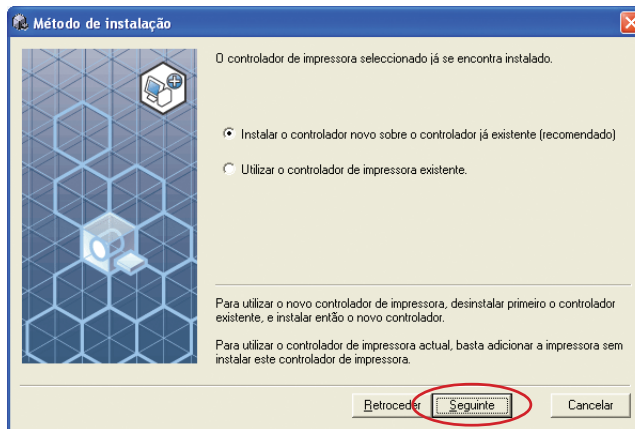 Método de instalação
O controlador de impressora seleccionado já se encontra instalado.
Instalar o controlador novo sobre o controlador já existente (recomendado)
Utilizar o controlador de impressora existente.
Para utilizar o novo controlador de impressora, desinstalar primeiro o controlador
existente, e instalar então o novo controlador.
Para utilizar o controlador de impressora actual, basta adicionar a impressora sem
instalar este controlador de impressora.
Retroceder Seguinte Cancelar